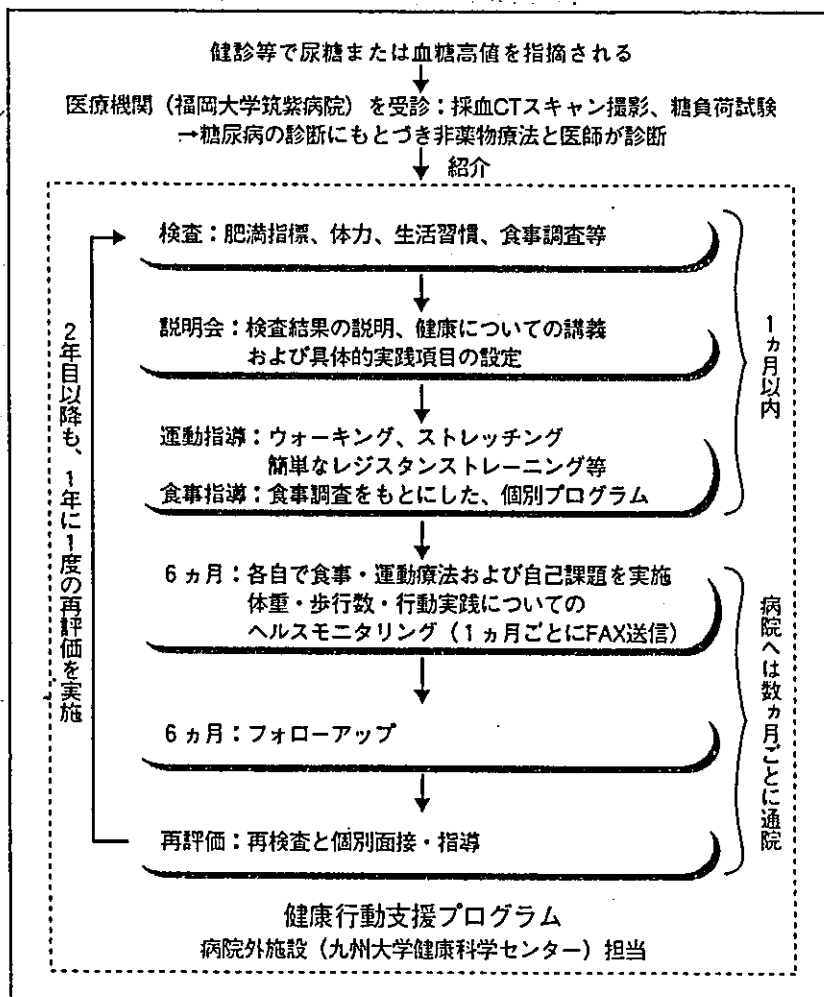 健診等で尿糖または血糖高値を指摘される
医療機関（福岡大学筑紫病院）を受診：採血CTスキャン撮影、糖負荷試験
→糖尿病の診断にもとづき非薬物療法と医師が診断
紹介
検査：肥満指標、体力、生活習慣、食事調査等
説明会：検査結果の説明、健康についての講義
および具体的実践項目の設定
運動指導：ウォーキング、ストレッチング
簡単なレジスタンストレーニング等
食事指導：食事調査をもとにした、個別プログラム
1ヵ月以内
6ヵ月：各自で食事・運動療法および自己課題を実施
体重・歩行数・行動実践についての
ヘルスモニタリング（1ヵ月ごとにFAX送信）
6ヵ月：フォローアップ
再評価：再検査と個別面接・指導
病院へは数ヵ月ごとに通院
2年目以降も、1年に1度の再評価を実施
健康行動支援プログラム
病院外施設（九州大学健康科学センター）担当